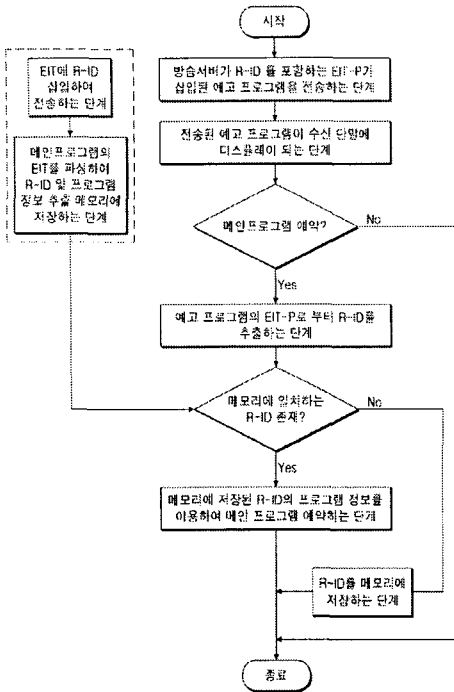 시작
방송서버가 R-ID 를 포함하는 EIT-P가
삽입된 예고 프로그램을 전송하는 단계
전송된 예고 프로그램이 수신 단말에
디스플레이 되는 단계
메인프로그램 예약?
No
Yes
예고 프로그램의 EIT-P로 부터 R-ID를
추출하는 단계
EIT에 R-ID
삽입하여
전송하는 단계
메인프로그램의
EIT를 파싱하여
R-ID 및 프로그램
정보 추출 메모리에
저장하는 단계
메모리에 일치하는
R-ID 존재?
No
Yes
메모리에 저장된 R-ID의 프로그램 정보를
이용하여 메인 프로그램 예약하는 단계
R-ID를 메모리에
저장하는 단계
종료